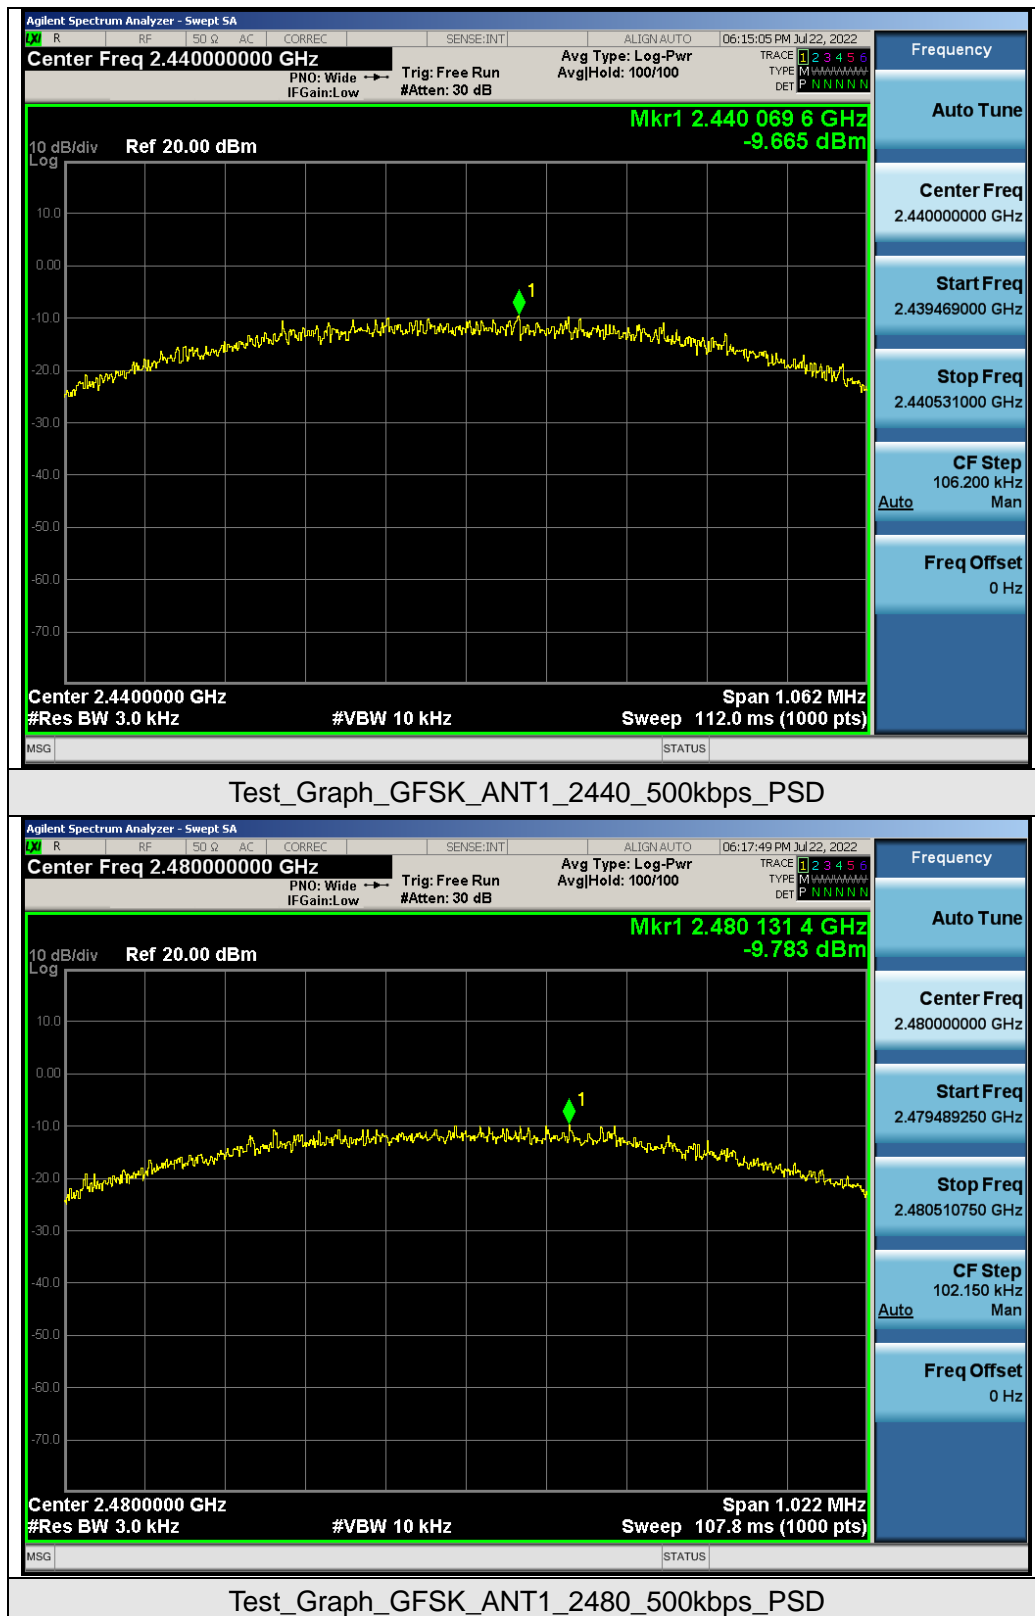 Agilent Spectrum Analyzer - Swept SA
LXI R RF 50 Ω AC CORREC SENSE:INT ALIGN AUTO 06:15:05 PM Jul 22, 2022
Center Freq 2.440000000 GHz
PNO: Wide
IFGain:Low
Trig: Free Run
#Atten: 30 dB
Avg Type: Log-Pwr
Avg|Hold: 100/100
TRACE 1 2 3 4 5 6
TYPE M W W W W W
DET P N N N N N
Mkr1 2.440 069 6 GHz
-9.665 dBm
10 dB/div
Log
Ref 20.00 dBm
10.0
0.00
-10.0
-20.0
-30.0
-40.0
-50.0
-60.0
-70.0
1
Center 2.4400000 GHz
Span 1.062 MHz
#Res BW 3.0 kHz
#VBW 10 kHz
Sweep 112.0 ms (1000 pts)
MSG
STATUS
Frequency
Auto Tune
Center Freq
2.440000000 GHz
Start Freq
2.439469000 GHz
Stop Freq
2.440531000 GHz
CF Step
106.200 kHz
Auto Man
Freq Offset
0 Hz
Test_Graph_GFSK_ANT1_2440_500kbps_PSD
Agilent Spectrum Analyzer - Swept SA
LXI R RF 50 Ω AC CORREC SENSE:INT ALIGN AUTO 06:17:49 PM Jul 22, 2022
Center Freq 2.480000000 GHz
PNO: Wide
IFGain:Low
Trig: Free Run
#Atten: 30 dB
Avg Type: Log-Pwr
Avg|Hold: 100/100
TRACE 1 2 3 4 5 6
TYPE M W W W W W
DET P N N N N N
Mkr1 2.480 131 4 GHz
-9.783 dBm
10 dB/div
Log
Ref 20.00 dBm
10.0
0.00
-10.0
-20.0
-30.0
-40.0
-50.0
-60.0
-70.0
1
Center 2.4800000 GHz
Span 1.022 MHz
#Res BW 3.0 kHz
#VBW 10 kHz
Sweep 107.8 ms (1000 pts)
MSG
STATUS
Frequency
Auto Tune
Center Freq
2.480000000 GHz
Start Freq
2.479489250 GHz
Stop Freq
2.480510750 GHz
CF Step
102.150 kHz
Auto Man
Freq Offset
0 Hz
Test_Graph_GFSK_ANT1_2480_500kbps_PSD